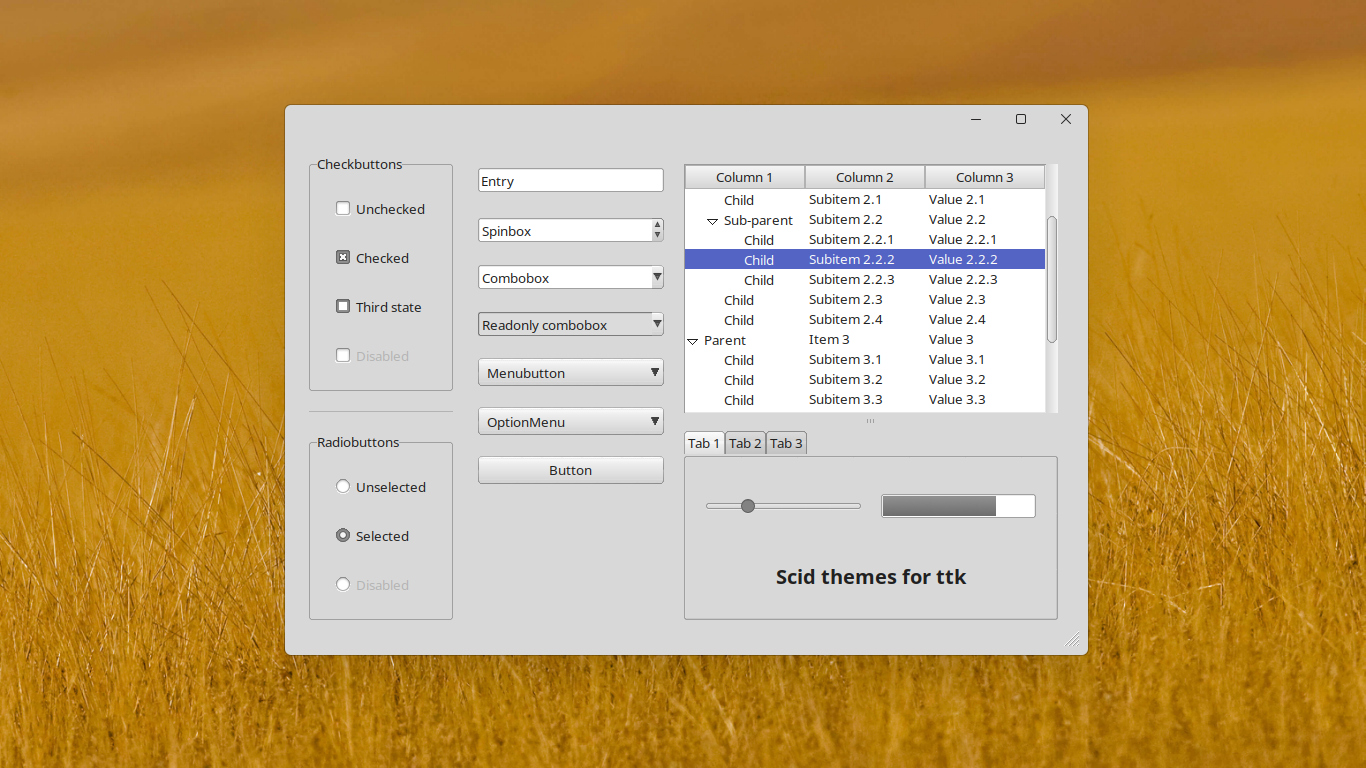 Checkbuttons
Unchecked
Checked
Third state
Disabled
Radiobuttons
Unselected
Selected
Disabled
Entry
Spinbox
Combobox
Readonly combobox
Menubutton
OptionMenu
Button
Column 1 Column 2 Column 3
Child Subitem 2.1 Value 2.1
Sub-parent Subitem 2.2 Value 2.2
Child Subitem 2.2.1 Value 2.2.1
Child Subitem 2.2.2 Value 2.2.2
Child Subitem 2.2.3 Value 2.2.3
Child Subitem 2.3 Value 2.3
Child Subitem 2.4 Value 2.4
Parent Item 3 Value 3
Child Subitem 3.1 Value 3.1
Child Subitem 3.2 Value 3.2
Child Subitem 3.3 Value 3.3
Tab 1 Tab 2 Tab 3
Scid themes for ttk